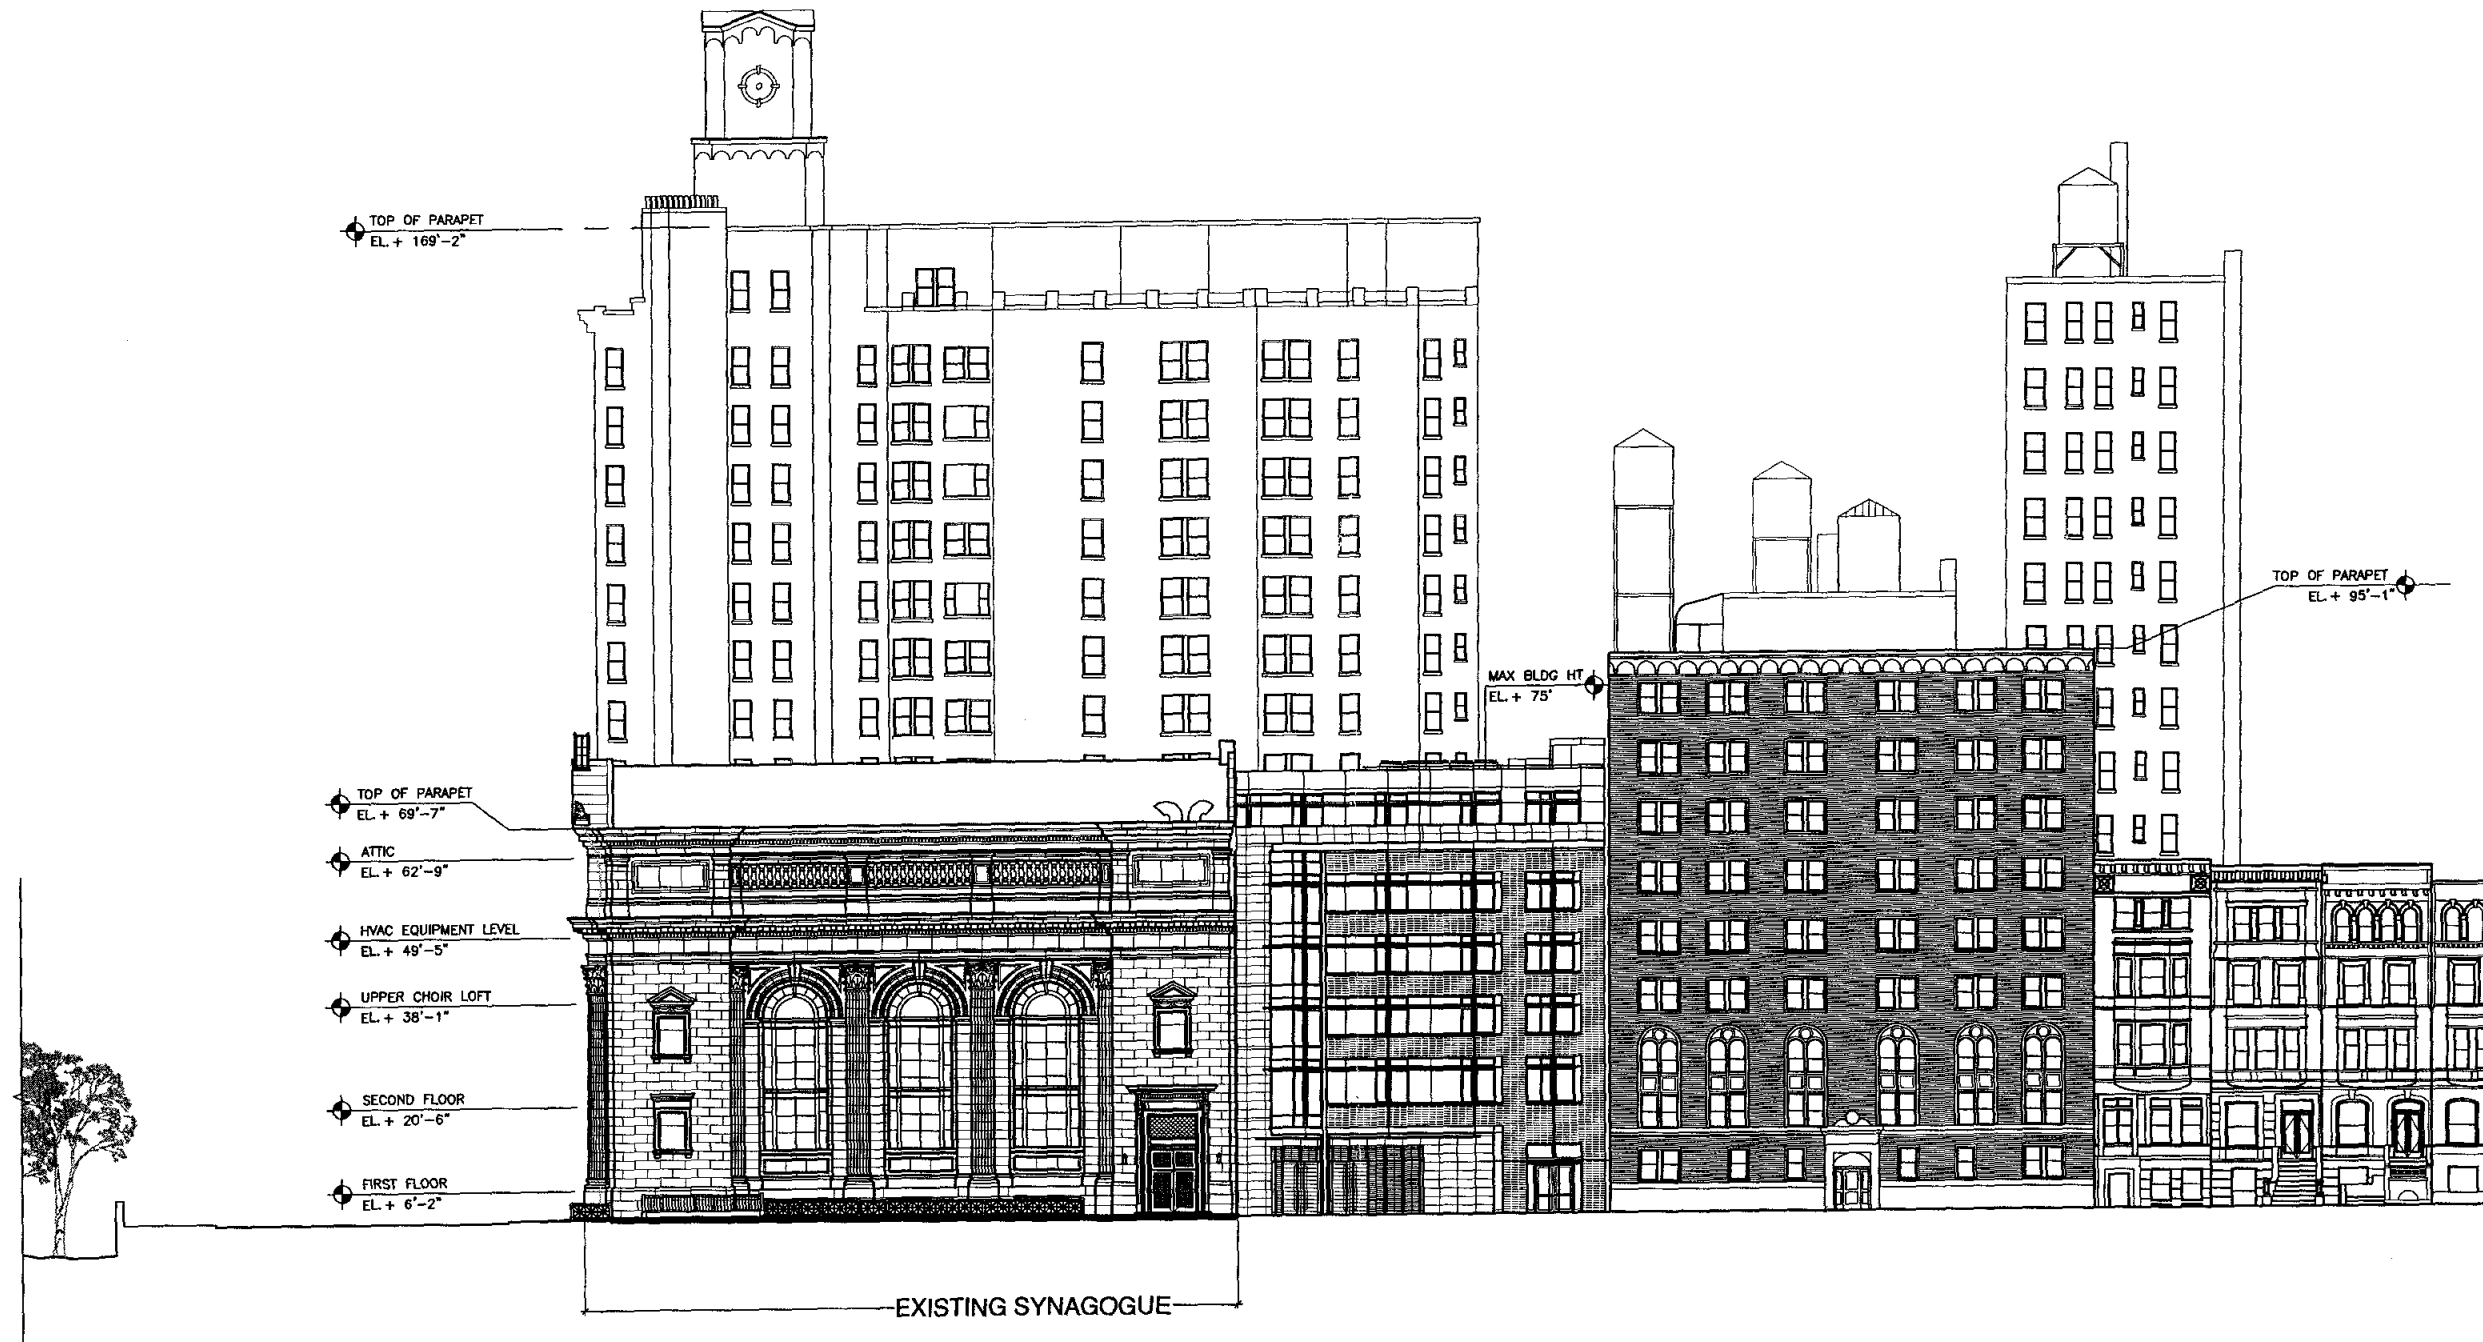 TOP OF PARAPET
EL. + 169'-2"
TOP OF PARAPET
EL. + 95'-1"
MAX BLDG HT
EL. + 75'
TOP OF PARAPET
EL. + 69'-7"
ATTIC
EL. + 62'-9"
HVAC EQUIPMENT LEVEL
EL. + 49'-5"
UPPER CHOIR LOFT
EL. + 38'-1"
SECOND FLOOR
EL. + 20'-6"
FIRST FLOOR
EL. + 6'-2"
EXISTING SYNAGOGUE